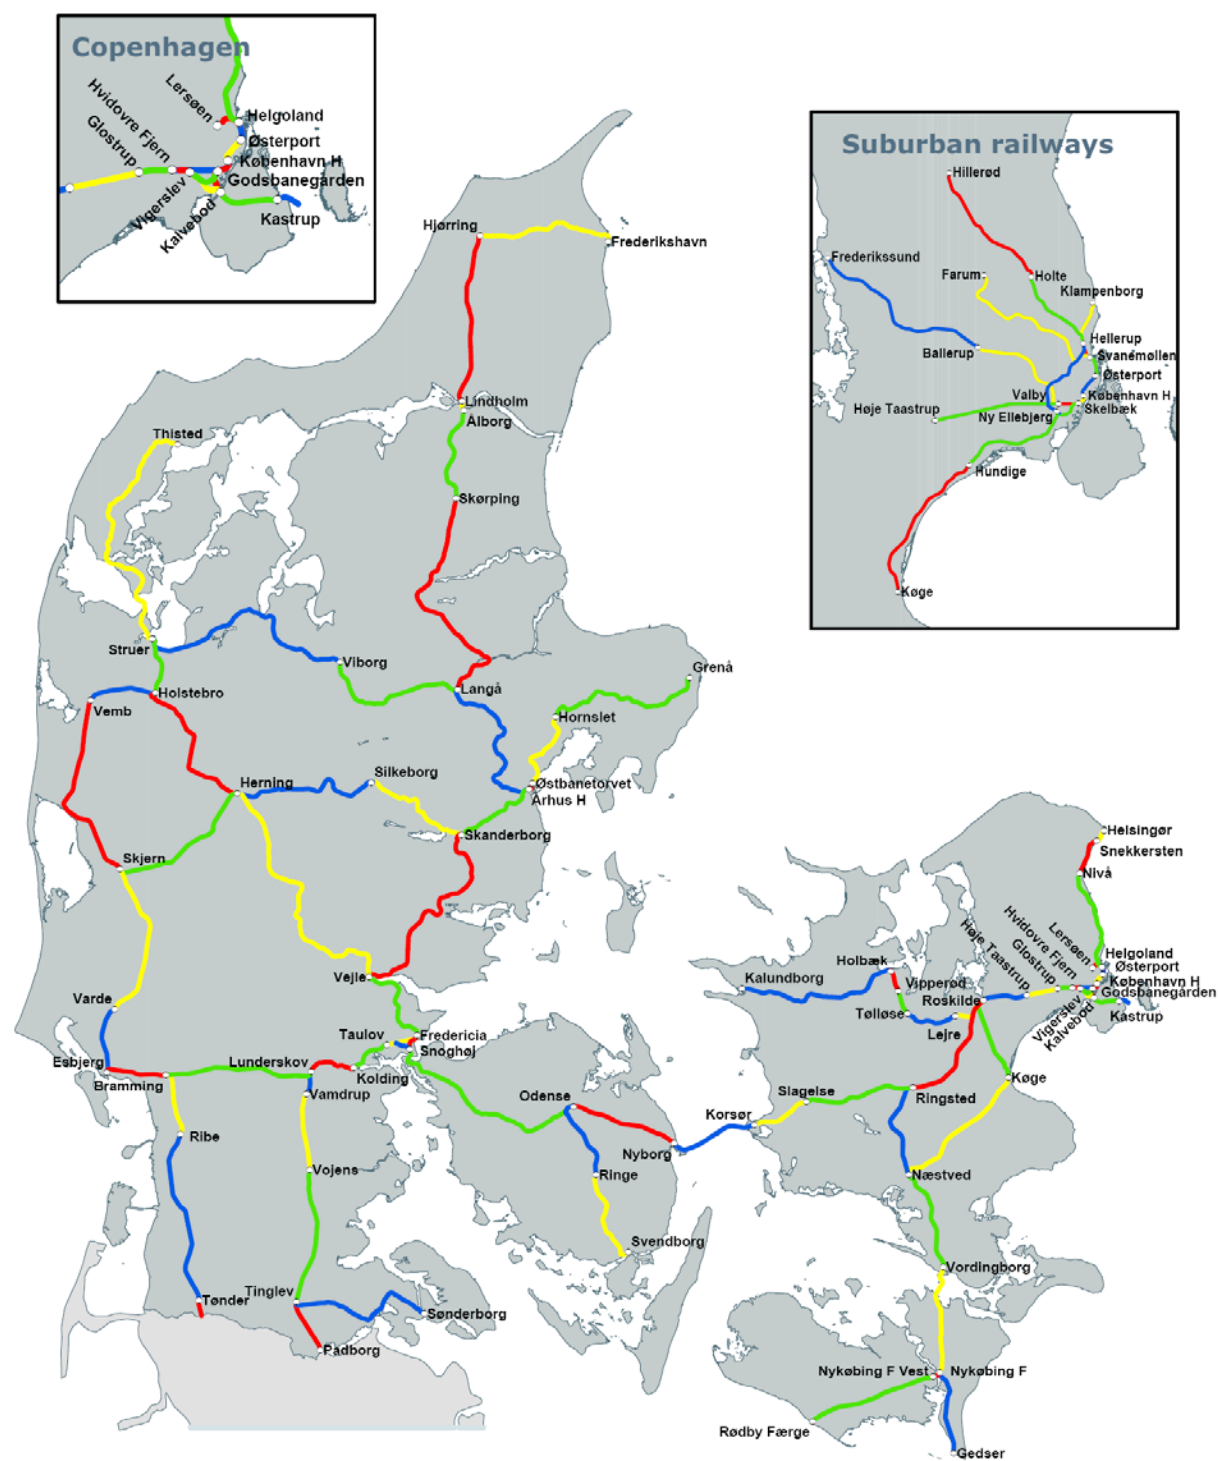 Copenhagen
Lersøen
Hvidovre Fjern
Glostrup
Helgoland
Østerport
København H
Godsbanegården
Vigerslev
Kalvebod
Kastrup
Suburban railways
Hillerød
Frederikssund
Farum
Holte
Klampenborg
Hellerup
Ballerup
Svanemøllen
Østerport
Valby
København H
Høje Taastrup
Ny Ellebjerg
Skelbæk
Hundige
Køge
Hjørring
Frederikshavn
Lindholm
Ålborg
Thisted
Skørping
Struer
Viborg
Grenå
Holstebro
Langå
Vemb
Hornslet
Silkeborg
Herning
Østbanetorvet
Århus H
Skanderborg
Skjern
Helsingør
Snekkersten
Nivå
Lersøen
Hvidovre Fjern
Høje Taastrup
Glostrup
Helgoland
Holbæk
Østerport
Vejle
Kalundborg
Vipperød
København H
Roskilde
Godsbanegården
Varde
Tølløse
Vigerslev
Kalvebod
Kastrup
Taulov
Fredericia
Lejre
Snoghøj
Esbjerg
Lunderskov
Bramming
Kolding
Køge
Vamdrup
Odense
Slagelse
Ringsted
Korsør
Ribe
Nyborg
Vojens
Ringe
Næstved
Svendborg
Vordingborg
Tønder
Tinglev
Sønderborg
Padborg
Nykøbing F Vest
Nykøbing F
Rødby Færge
Gedser